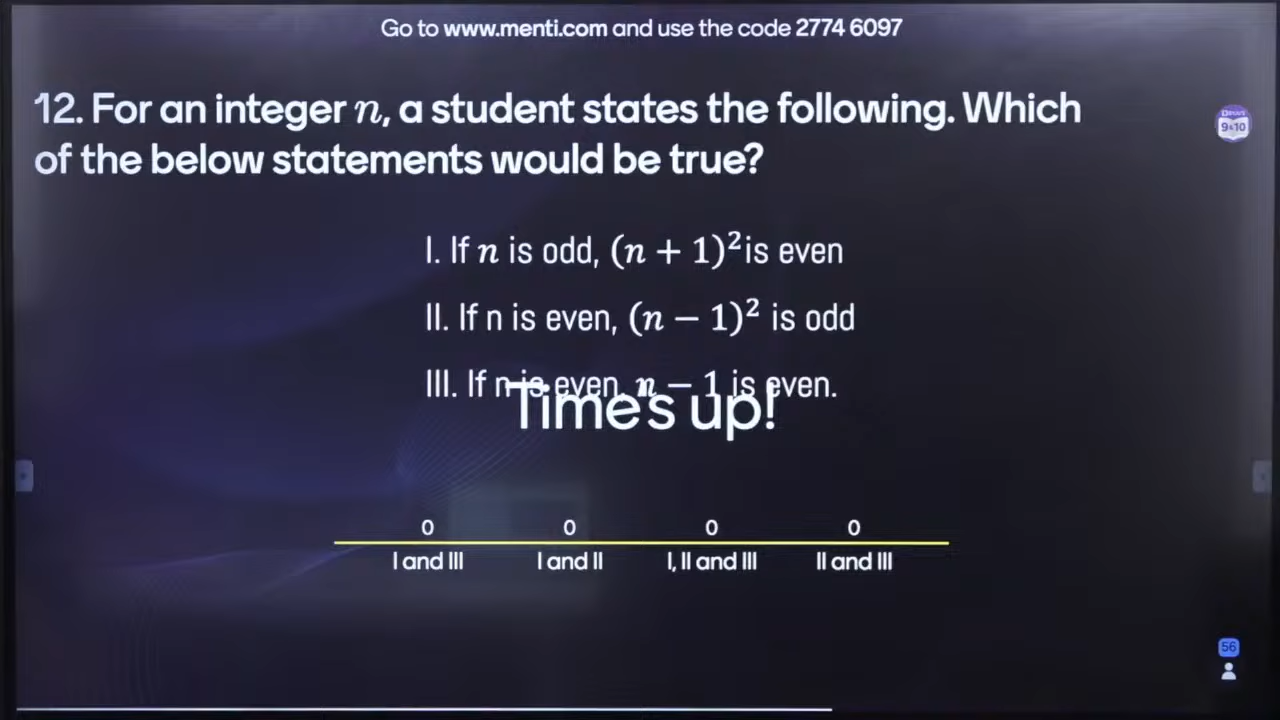 Go to www.menti.com and use the code 2774 6097
12. For an integer n, a student states the following. Which
of the below statements would be true?
9&10
I. If n is odd, (n + 1)² is even
II. If n is even, (n − 1)² is odd
III. If n is even, n − 1 is even.
Time's up!
0 0 0 0
I and III I and II I, II and III II and III
56